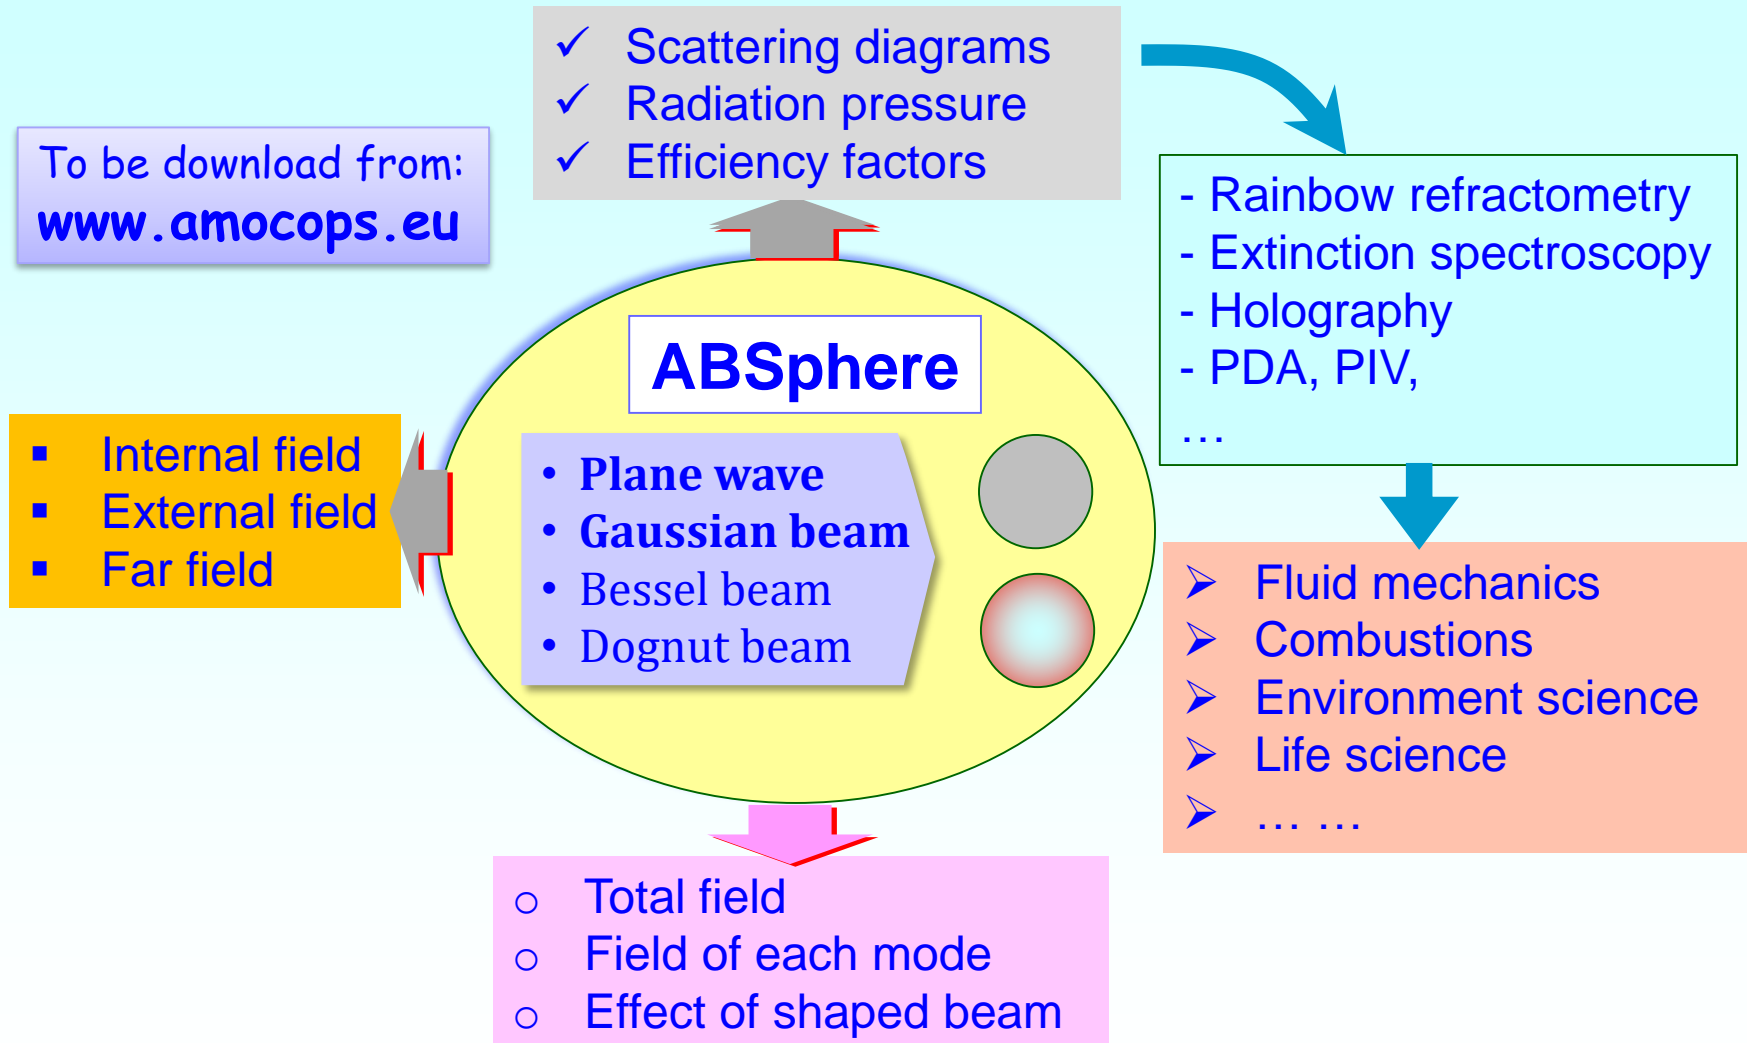 Scattering diagrams
Radiation pressure
Efficiency factors
To be download from:
www.amocops.eu
- Rainbow refractometry
- Extinction spectroscopy
- Holography
- PDA, PIV,
…
ABSphere
Internal field
External field
Far field
• Plane wave
• Gaussian beam
• Bessel beam
• Dognut beam
Fluid mechanics
Combustions
Environment science
Life science
… …
Total field
Field of each mode
Effect of shaped beam